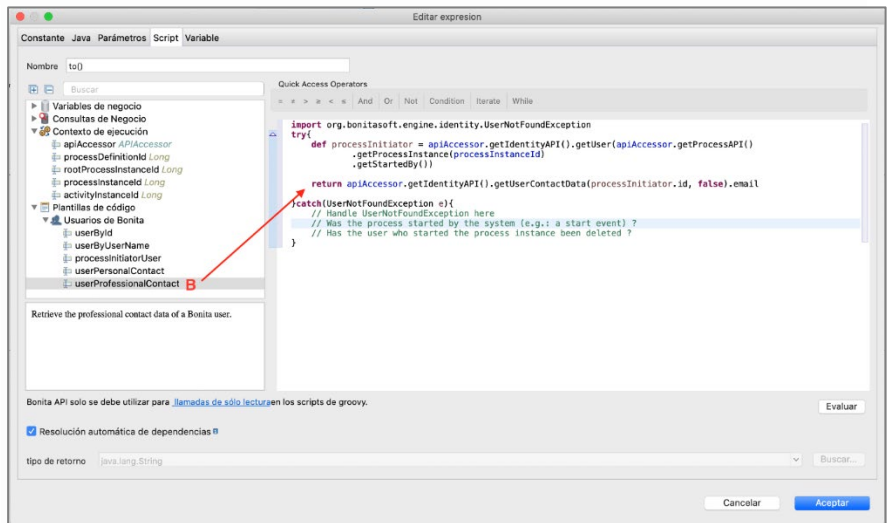 Editar expresion
Constante Java Parámetros Script Variable
Nombre to()
Buscar
Variables de negocio
Consultas de Negocio
Contexto de ejecución
apiAccessor APIAccessor
processDefinitionId Long
rootProcessInstanceId Long
processInstanceId Long
activityInstanceId Long
Plantillas de código
Usuarios de Bonita
userById
userByUserName
processInitiatorUser
userPersonalContact
userProfessionalContact B
Retrieve the professional contact data of a Bonita user.
Quick Access Operators
= ≠ > ≥ < ≤ And Or Not Condition Iterate While
import org.bonitasoft.engine.identity.UserNotFoundException
try{
def processInitiator = apiAccessor.getIdentityAPI().getUser(apiAccessor.getProcessAPI()
.getProcessInstance(processInstanceId)
.getStartedBy())
return apiAccessor.getIdentityAPI().getUserContactData(processInitiator.id, false).email
}catch(UserNotFoundException e){
// Handle UserNotFoundException here
// Was the process started by the system (e.g.: a start event) ?
// Has the user who started the process instance been deleted ?
}
Bonita API solo se debe utilizar para llamadas de sólo lecturaen los scripts de groovy.
Evaluar
Resolución automática de dependencias
tipo de retorno java.lang.String Buscar...
Cancelar Aceptar